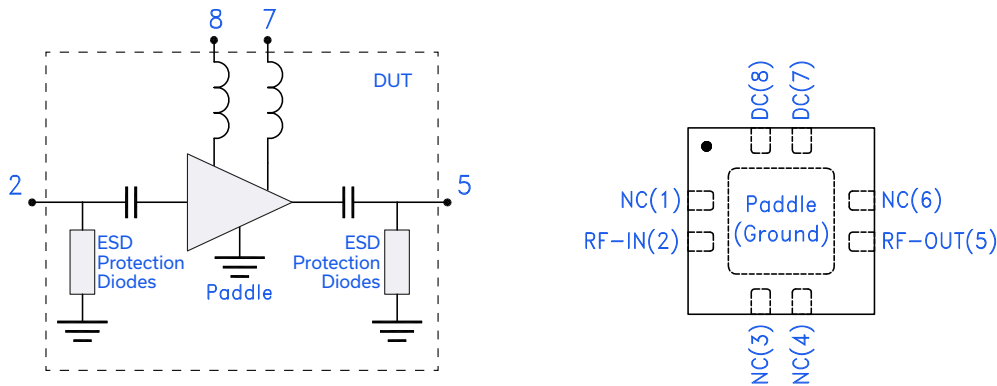 8
7
DUT
2
5
ESD
Protection
Diodes
ESD
Protection
Diodes
Paddle
DC(8)
DC(7)
NC(1)
NC(6)
Paddle
(Ground)
RF-IN(2)
RF-OUT(5)
NC(3)
NC(4)